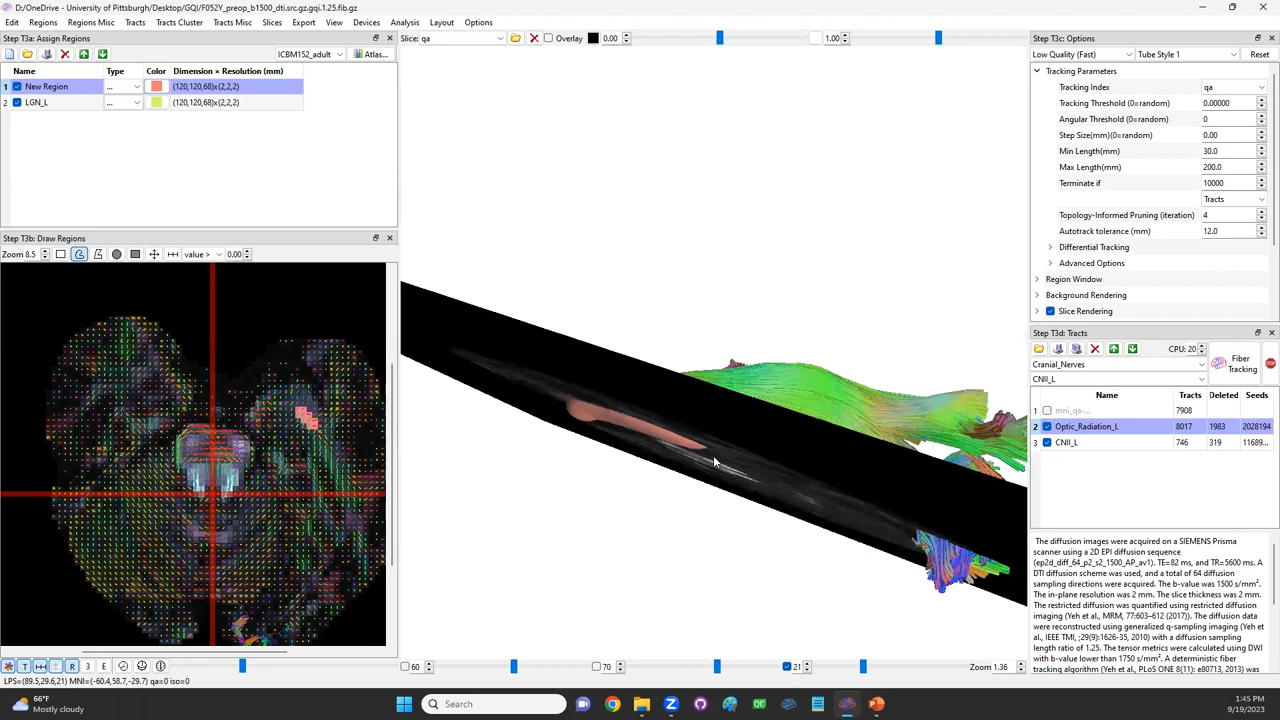 D:/OneDrive - University of Pittsburgh/Desktop/GQI/F052Y_preop_b1500_dti.src.gz.gqi.1.25.fib.gz
File Edit Regions Regions Misc Tracts Tracts Cluster Tracts Misc Slices Export View Devices Analysis Layout Options
Step T3a: Assign Regions
ICBM152_adult Atlas...
Name Type Color Dimension × Resolution (mm)
1 New Region ... (120,120,68)x(2,2,2)
2 LGN_L ... (120,120,68)x(2,2,2)
Step T3b: Draw Regions
Zoom 8.5 value > 0.00
T R 3 E
LPS=(89.5,29.6,21) MNI=(-60.4,58.7,-29.7) qa=0 iso=0
Slice: qa Overlay 0.00 1.00
60 70 21 Zoom 1.36
Step T3c: Options
Low Quality (Fast) Tube Style 1 Reset
Tracking Parameters
Tracking Index qa
Tracking Threshold (0=random) 0.00000
Angular Threshold (0=random) 0
Step Size(mm)(0=random) 0.00
Min Length(mm) 30.0
Max Length(mm) 200.0
Terminate if 10000
Tracts
Topology-Informed Pruning (iteration) 4
Autotrack tolerance (mm) 12.0
Differential Tracking
Advanced Options
Region Window
Background Rendering
Slice Rendering
Step T3d: Tracts
CPU: 20
Fiber Tracking
Cranial_Nerves
CNII_L
Name Tracts Deleted Seeds
1 mni_qa-... 7908
2 Optic_Radiation_L 8017 1983 2028194
3 CNII_L 746 319 11689...
The diffusion images were acquired on a SIEMENS Prisma
scanner using a 2D EPI diffusion sequence
(ep2d_diff_64_p2_s2_1500_AP_av1). TE=82 ms, and TR=5600 ms. A
DTI diffusion scheme was used, and a total of 64 diffusion
sampling directions were acquired. The b-value was 1500 s/mm².
The in-plane resolution was 2 mm. The slice thickness was 2 mm.
The restricted diffusion was quantified using restricted diffusion
imaging (Yeh et al., MRM, 77:603–612 (2017)). The diffusion data
were reconstructed using generalized q-sampling imaging (Yeh et
al., IEEE TMI, ;29(9):1626-35, 2010) with a diffusion sampling
length ratio of 1.25. The tensor metrics were calculated using DWI
with b-value lower than 1750 s/mm². A deterministic fiber
tracking algorithm (Yeh et al., PLoS ONE 8(11): e80713, 2013) was
66°F
Mostly cloudy
Search
QC
1:45 PM
9/19/2023